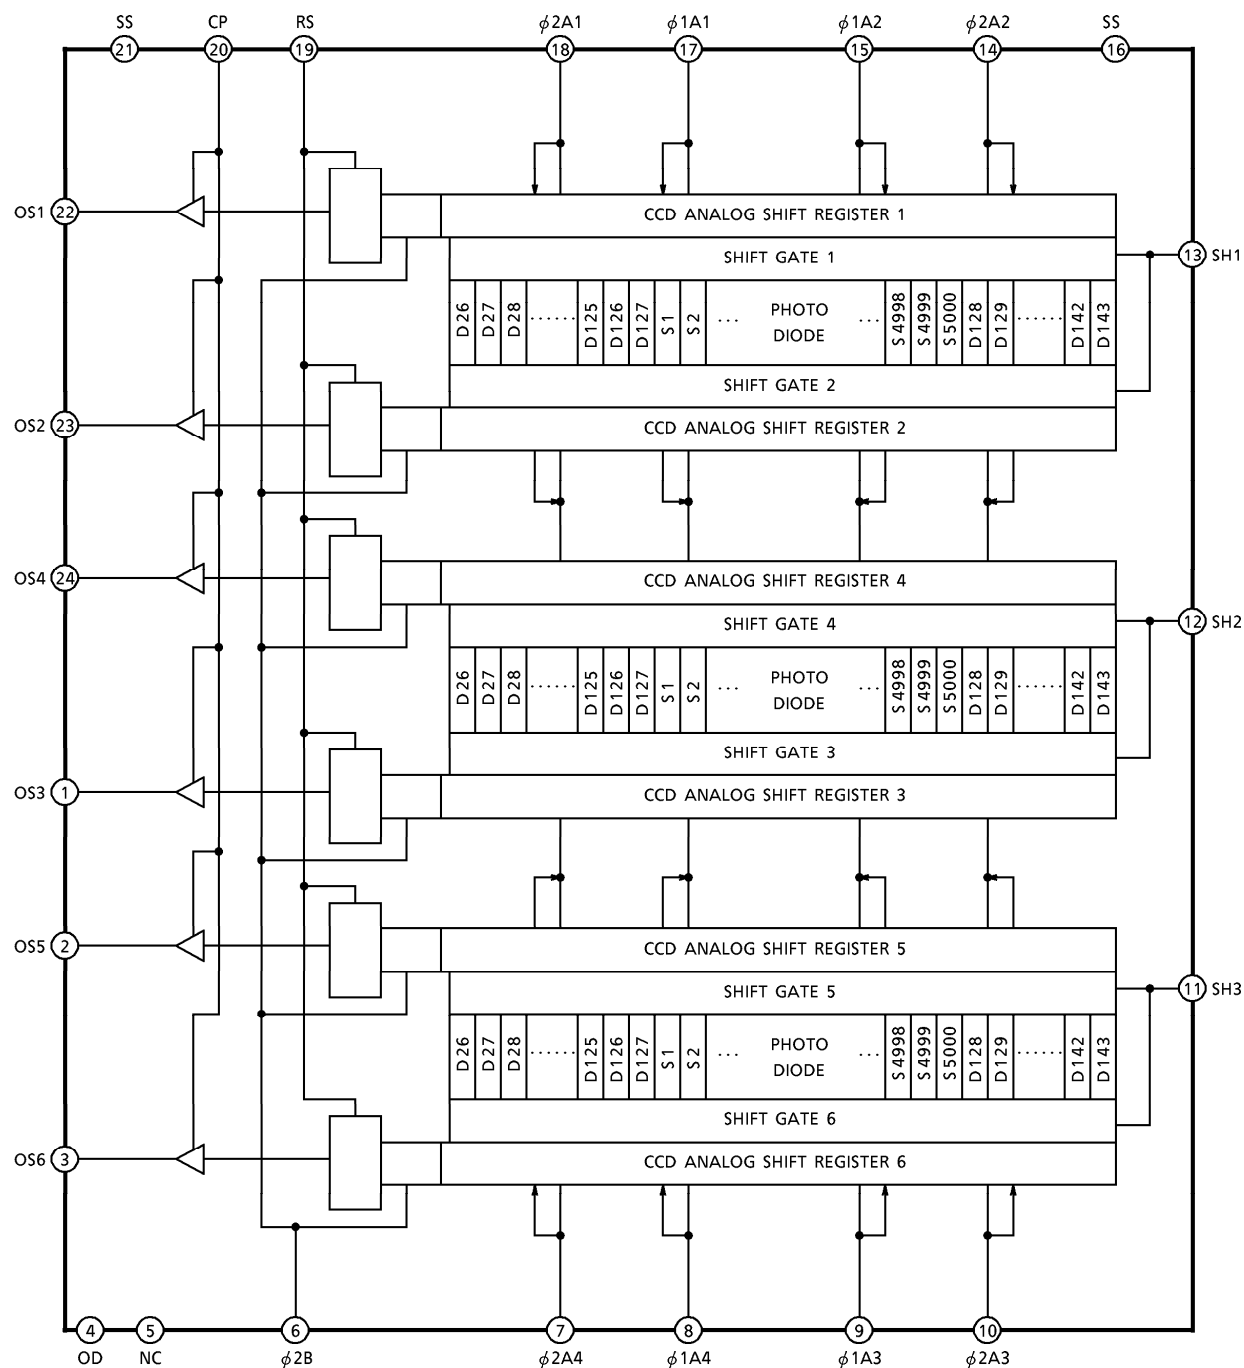 SS CP RS ϕ2A1 ϕ1A1 ϕ1A2 ϕ2A2 SS
21 20 19 18 17 15 14 16
OS1 22
CCD ANALOG SHIFT REGISTER 1
SHIFT GATE 1
13 SH1
D26 D27 D28 ······ D125 D126 D127 S1 S2 ··· PHOTO DIODE ··· S4998 S4999 S5000 D128 D129 ······ D142 D143
SHIFT GATE 2
OS2 23
CCD ANALOG SHIFT REGISTER 2
OS4 24
CCD ANALOG SHIFT REGISTER 4
SHIFT GATE 4
12 SH2
D26 D27 D28 ······ D125 D126 D127 S1 S2 ··· PHOTO DIODE ··· S4998 S4999 S5000 D128 D129 ······ D142 D143
SHIFT GATE 3
OS3 1
CCD ANALOG SHIFT REGISTER 3
OS5 2
CCD ANALOG SHIFT REGISTER 5
SHIFT GATE 5
11 SH3
D26 D27 D28 ······ D125 D126 D127 S1 S2 ··· PHOTO DIODE ··· S4998 S4999 S5000 D128 D129 ······ D142 D143
SHIFT GATE 6
OS6 3
CCD ANALOG SHIFT REGISTER 6
4 5 6 7 8 9 10
OD NC ϕ2B ϕ2A4 ϕ1A4 ϕ1A3 ϕ2A3